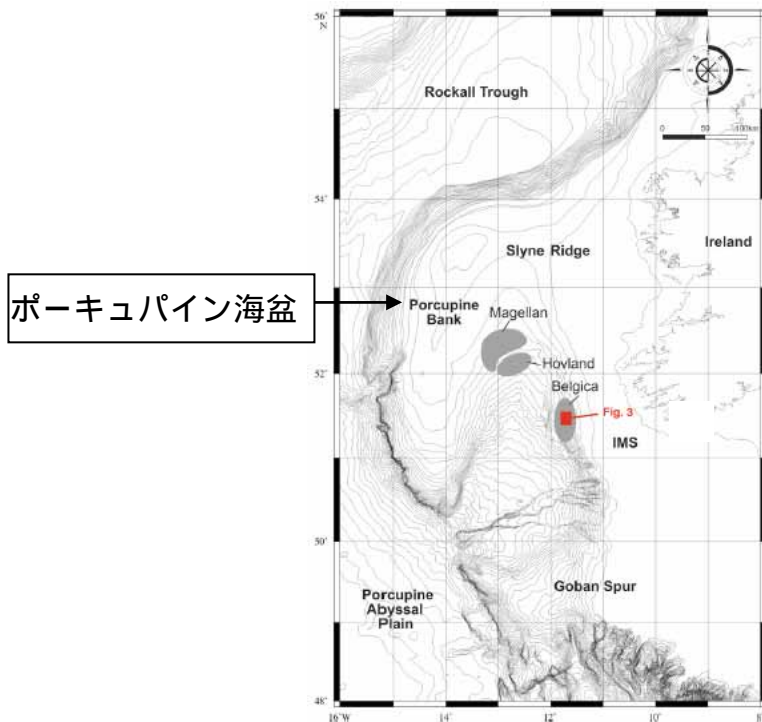 56°
N
Rockall Trough
0 50 100km
54°
Slyne Ridge
Ireland
ポーキュパイン海盆
Porcupine
Bank
Magellan
Hovland
52°
Belgica
Fig. 3
IMS
50°
Goban Spur
Porcupine
Abyssal
Plain
48°
16°W 14° 12° 10° 8°